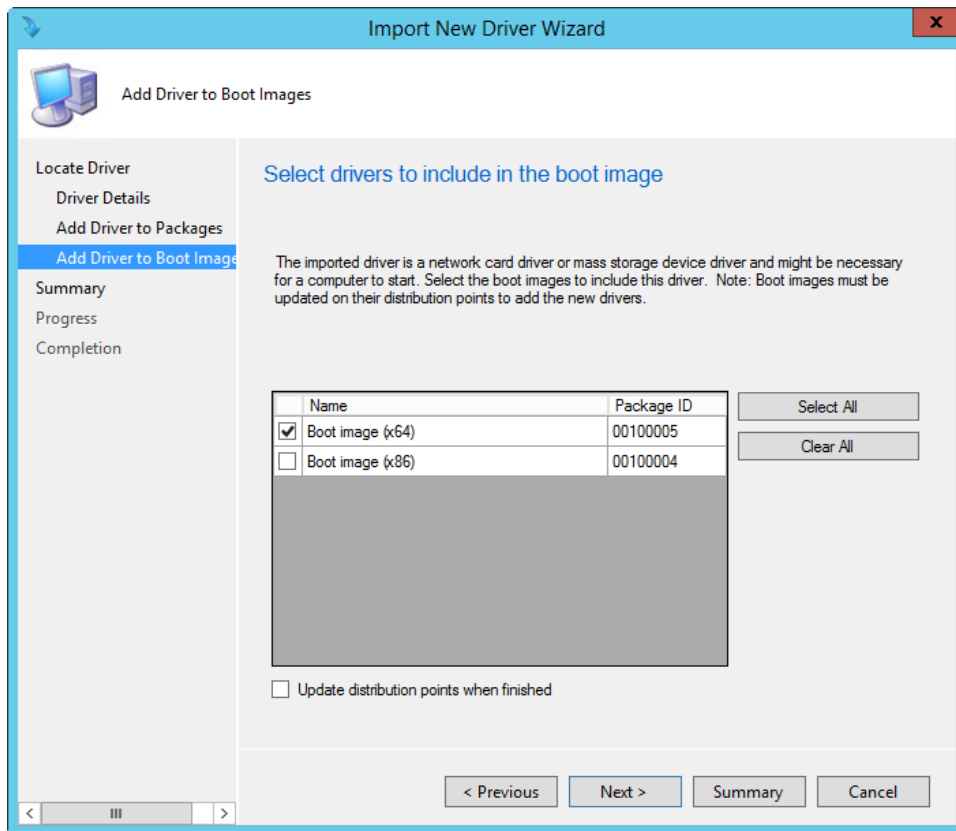 Import New Driver Wizard
x
Add Driver to Boot Images
Locate Driver
Driver Details
Add Driver to Packages
Add Driver to Boot Image
Summary
Progress
Completion
Select drivers to include in the boot image
The imported driver is a network card driver or mass storage device driver and might be necessary
for a computer to start. Select the boot images to include this driver. Note: Boot images must be
updated on their distribution points to add the new drivers.
Name Package ID
Boot image (x64) 00100005
Boot image (x86) 00100004
Select All
Clear All
Update distribution points when finished
< Previous Next > Summary Cancel